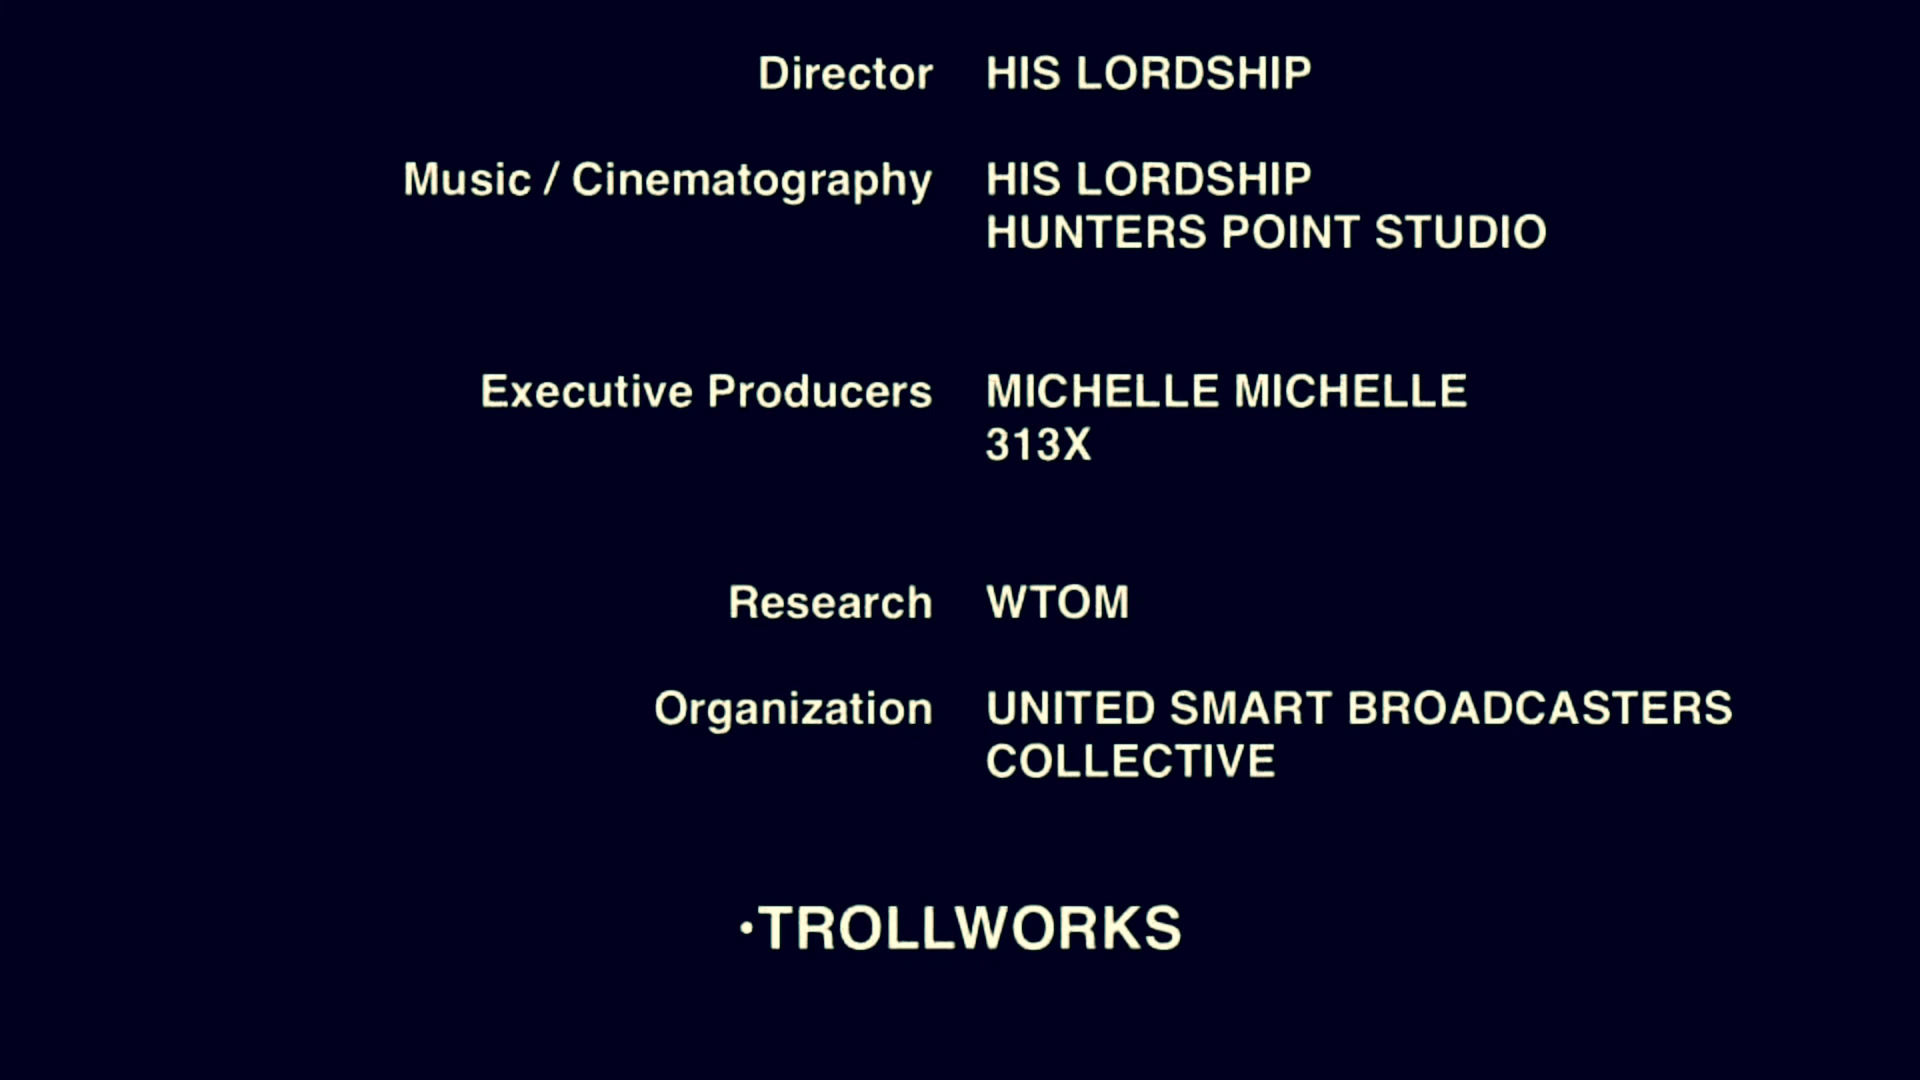 Director HIS LORDSHIP
Music / Cinematography HIS LORDSHIP
HUNTERS POINT STUDIO
Executive Producers MICHELLE MICHELLE
313X
Research WTOM
Organization UNITED SMART BROADCASTERS
COLLECTIVE
•TROLLWORKS